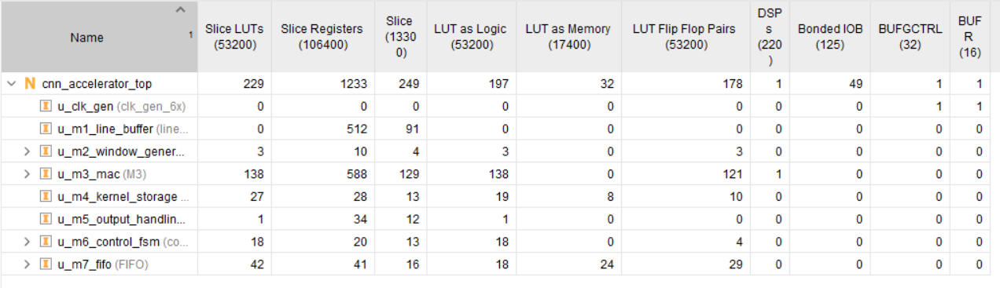 Name 1 Slice LUTs (53200) Slice Registers (106400) Slice (13300) LUT as Logic (53200) LUT as Memory (17400) LUT Flip Flop Pairs (53200) DSPs (220) Bonded IOB (125) BUFGCTRL (32) BUFR (16)
N cnn_accelerator_top 229 1233 249 197 32 178 1 49 1 1
I u_clk_gen (clk_gen_6x) 0 0 0 0 0 0 0 0 1 1
I u_m1_line_buffer (line... 0 512 91 0 0 0 0 0 0 0
I u_m2_window_gener... 3 10 4 3 0 3 0 0 0 0
I u_m3_mac (M3) 138 588 129 138 0 121 1 0 0 0
I u_m4_kernel_storage ... 27 28 13 19 8 10 0 0 0 0
I u_m5_output_handlin... 1 34 12 1 0 0 0 0 0 0
I u_m6_control_fsm (co... 18 20 13 18 0 4 0 0 0 0
I u_m7_fifo (FIFO) 42 41 16 18 24 29 0 0 0 0